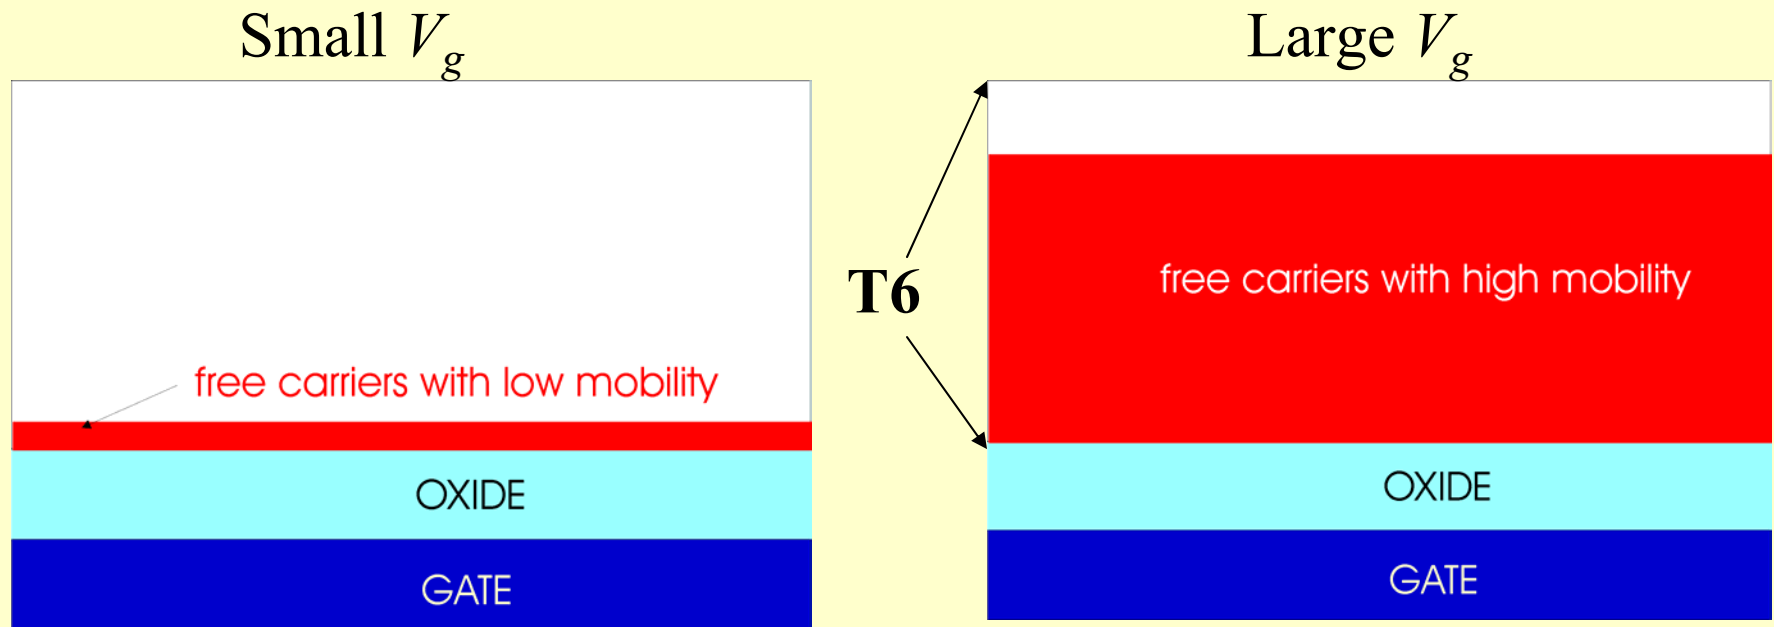 Small Vg
Large Vg
T6
free carriers with high mobility
free carriers with low mobility
OXIDE
OXIDE
GATE
GATE